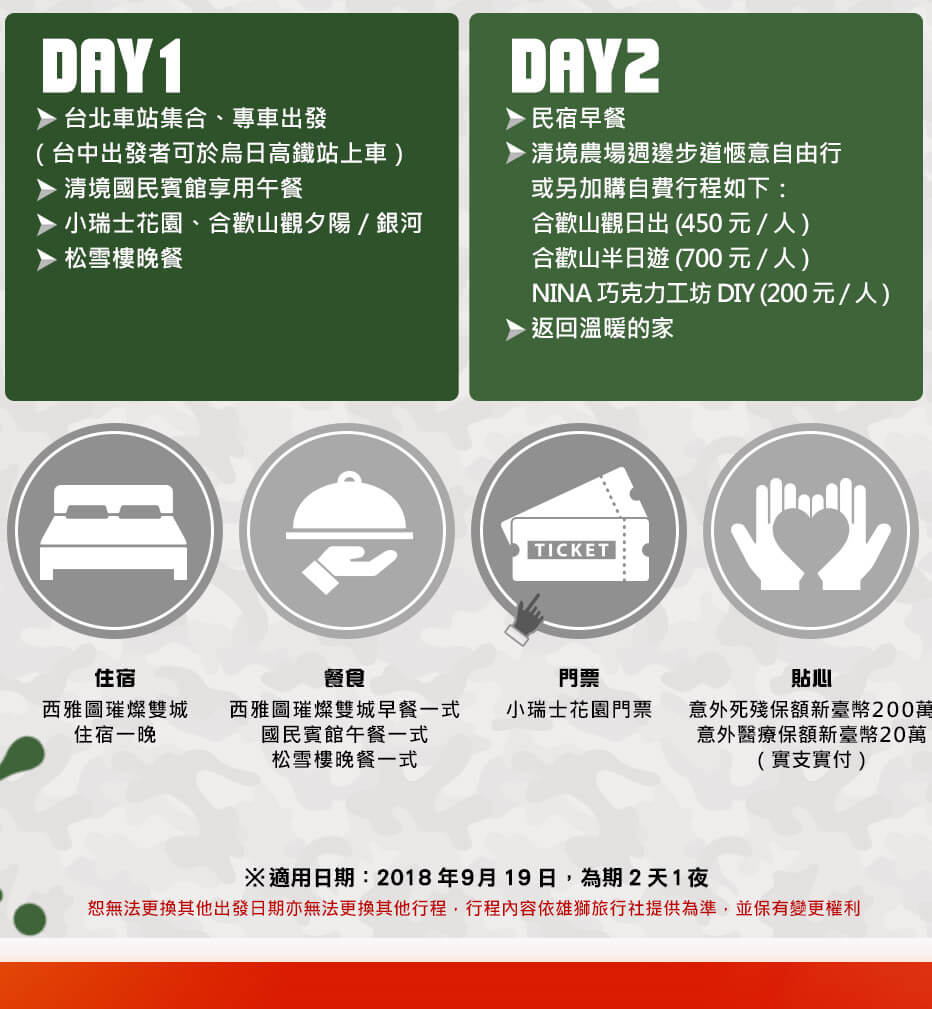 DAY1
台北車站集合、專車出發
(台中出發者可於烏日高鐵站上車)
清境國民賓館享用午餐
小瑞士花園、合歡山觀夕陽 / 銀河
松雪樓晚餐
DAY2
民宿早餐
清境農場週邊步道愜意自由行
或另加購自費行程如下:
合歡山觀日出 (450 元 / 人)
合歡山半日遊 (700 元 / 人)
NINA 巧克力工坊 DIY (200 元 / 人)
返回溫暖的家
TICKET
住宿
西雅圖璀燦雙城
住宿一晚
餐食
西雅圖璀燦雙城早餐一式
國民賓館午餐一式
松雪樓晚餐一式
門票
小瑞士花園門票
貼心
意外死殘保額新臺幣200萬
意外醫療保額新臺幣20萬
(實支實付)
※適用日期:2018 年9月 19 日,為期 2 天1夜
恕無法更換其他出發日期亦無法更換其他行程,行程內容依雄獅旅行社提供為準,並保有變更權利